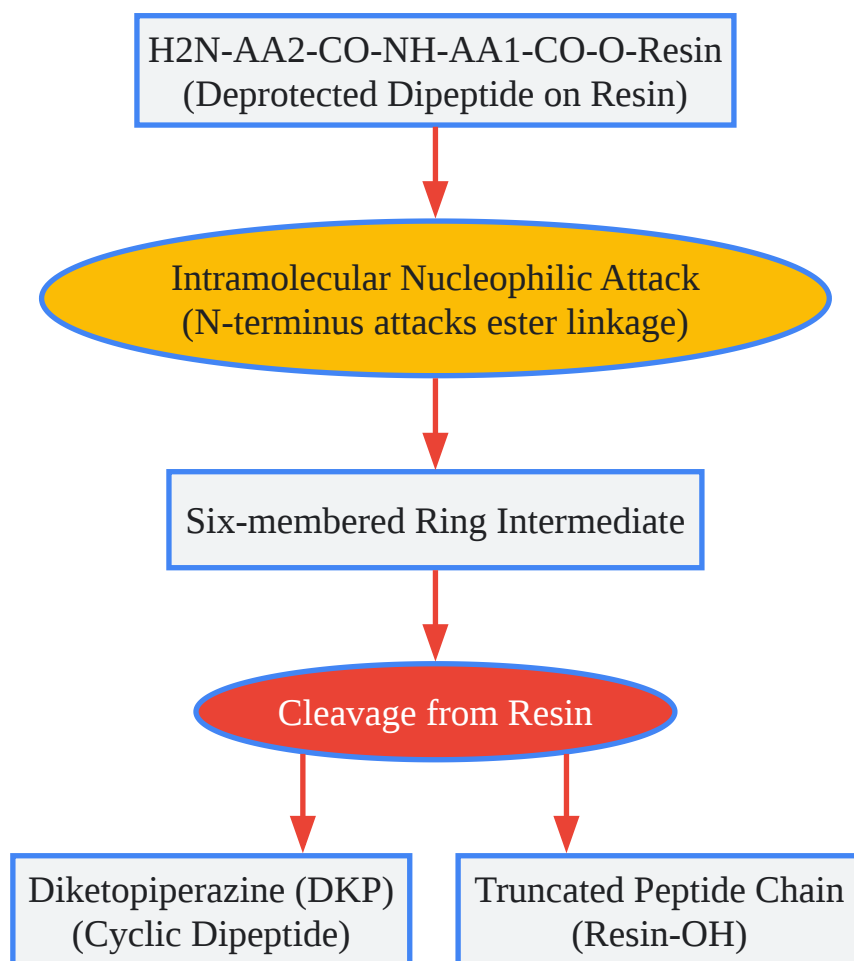 H2N-AA2-CO-NH-AA1-CO-O-Resin
(Deprotected Dipeptide on Resin)
Intramolecular Nucleophilic Attack
(N-terminus attacks ester linkage)
Six-membered Ring Intermediate
Cleavage from Resin
Diketopiperazine (DKP)
(Cyclic Dipeptide)
Truncated Peptide Chain
(Resin-OH)